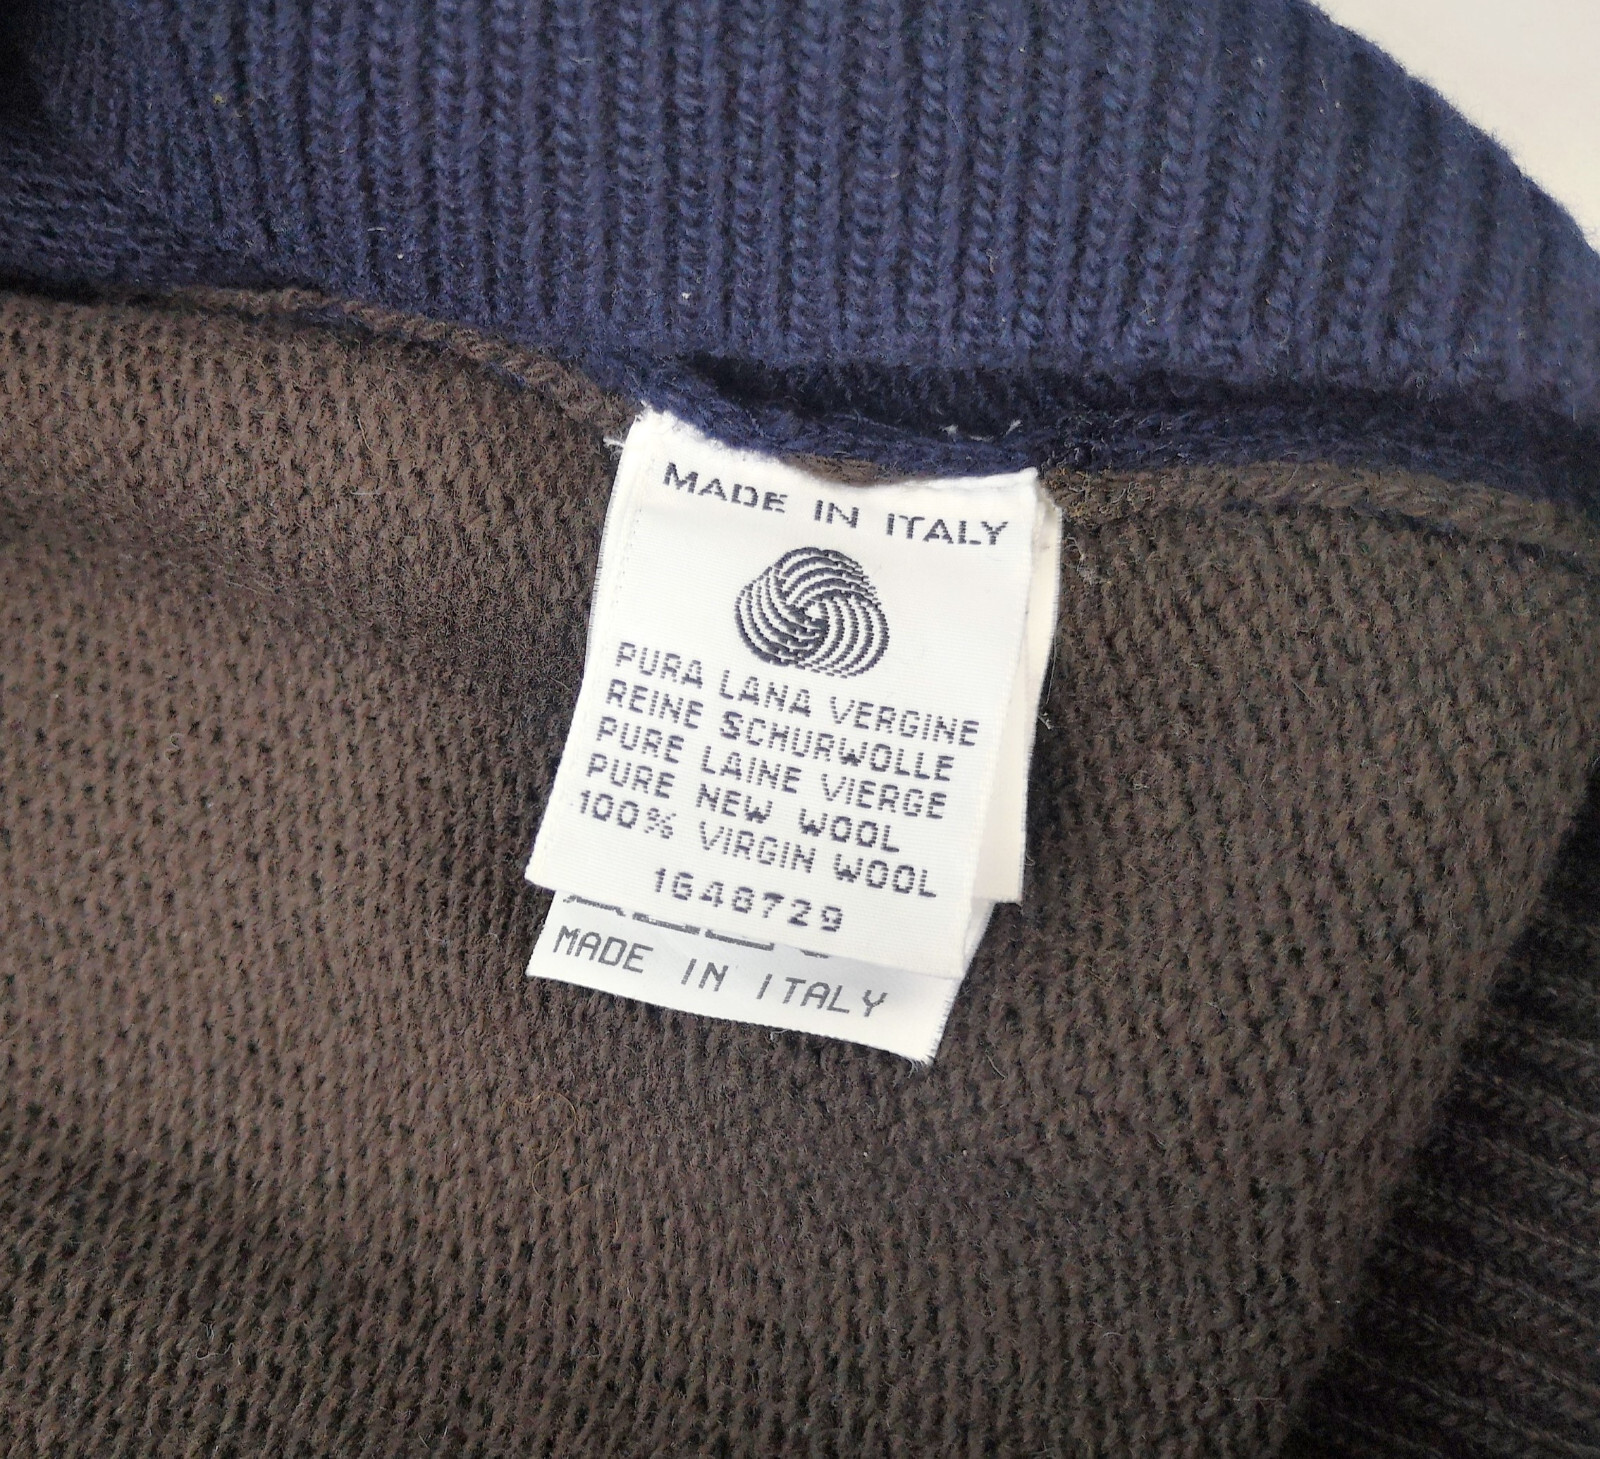 MADE IN ITALY
PURA LANA VERGINE
REINE SCHURWOLLE
PURE LAINE VIERGE
PURE NEW WOOL
100% VIRGIN WOOL
1648729
MADE IN ITALY